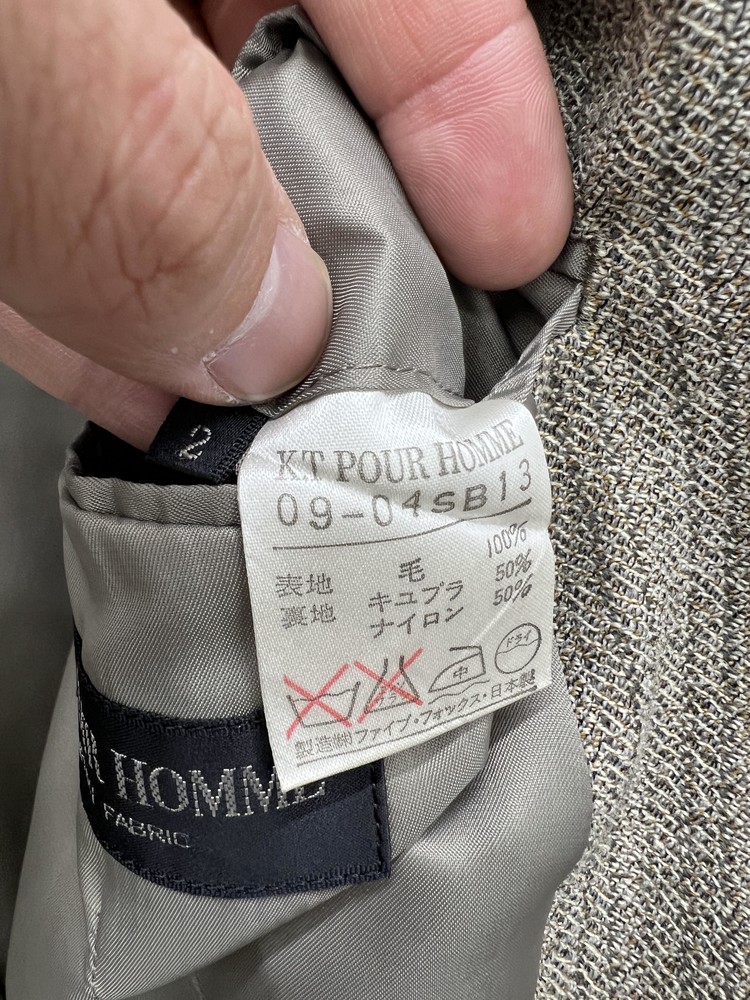 2
K.T POUR HOMME
09-04SB13
表地 毛 100%
裏地 キュプラ 50%
ナイロン 50%
中
ドライ
製造㈱ファイブ・フォックス・日本製
HOMME
FABRIC